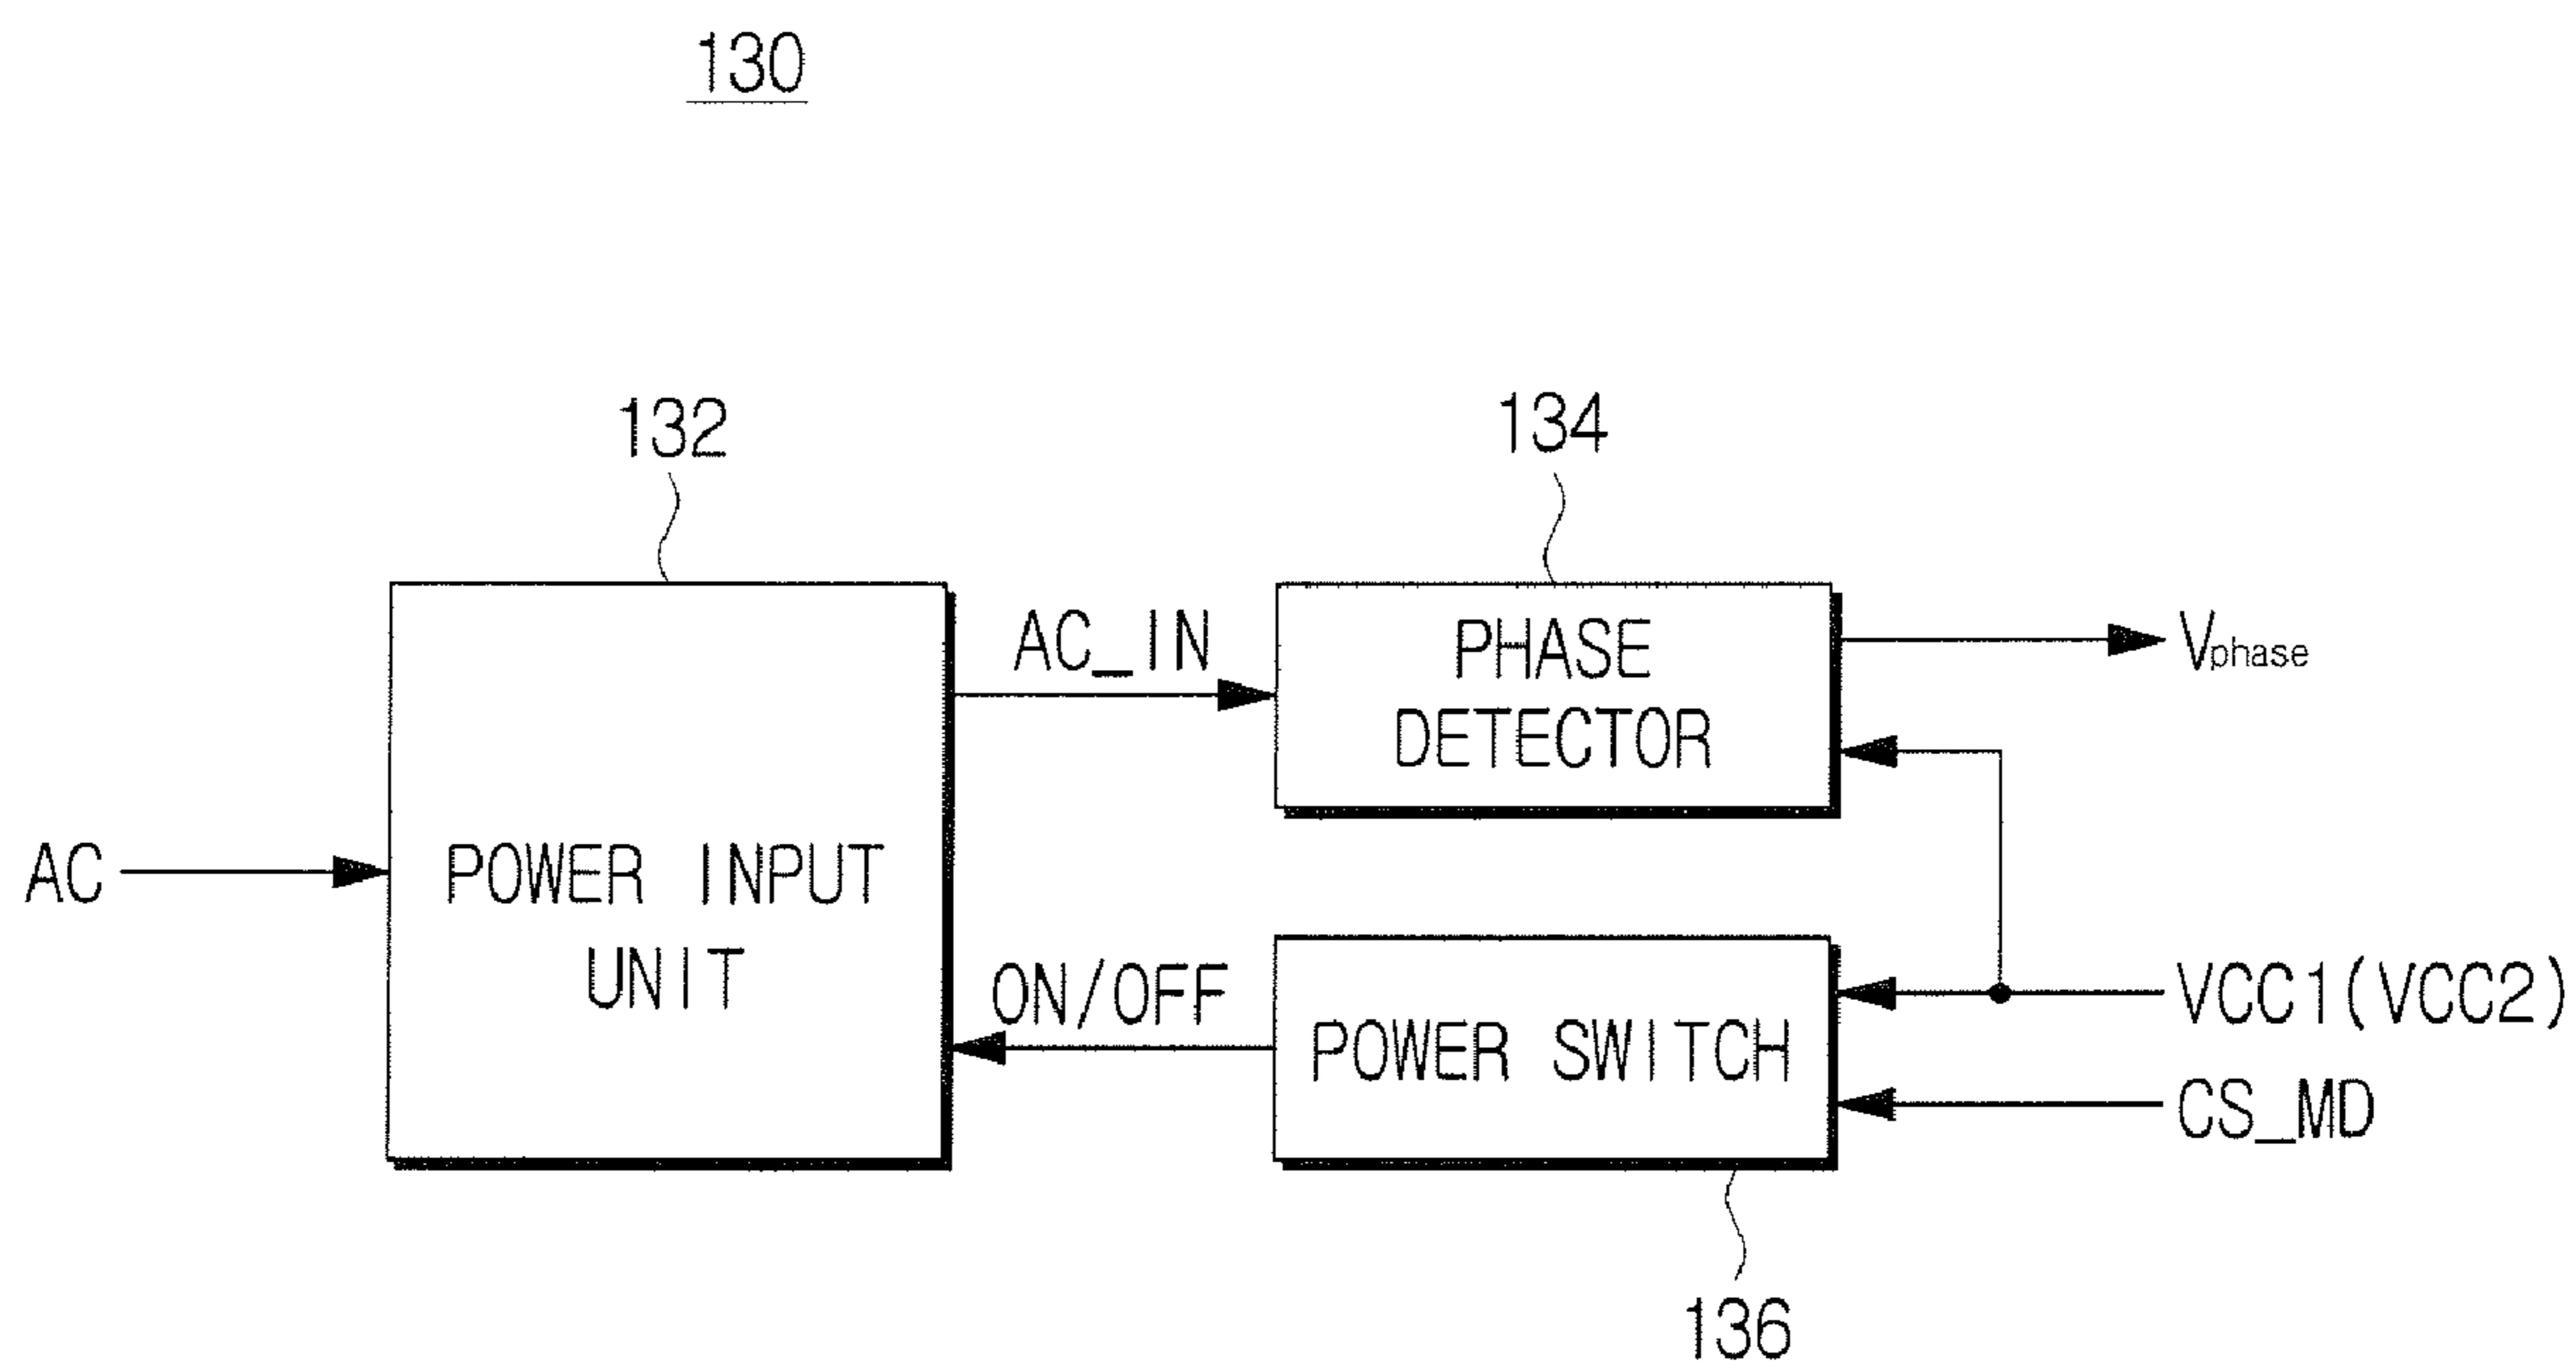 130
132
134
AC_IN
PHASE
DETECTOR
Vphase
AC
POWER INPUT
UNIT
ON/OFF
POWER SWITCH
VCC1(VCC2)
CS_MD
136